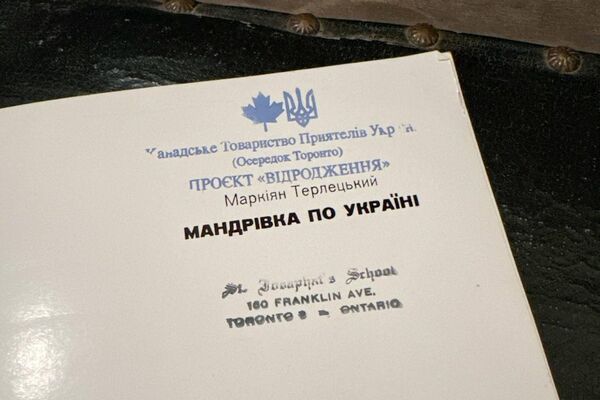 Канадське Товариство Приятелів
(Осередок Торонто)
ПРОЄКТ «ВІДРОДЖЕННЯ»
Маркіян Терлецький
МАНДРІВКА ПО УКРАЇНІ
St. Josaphat's School
160 FRANKLIN AVE.
TORONTO 9 - ONTARIO